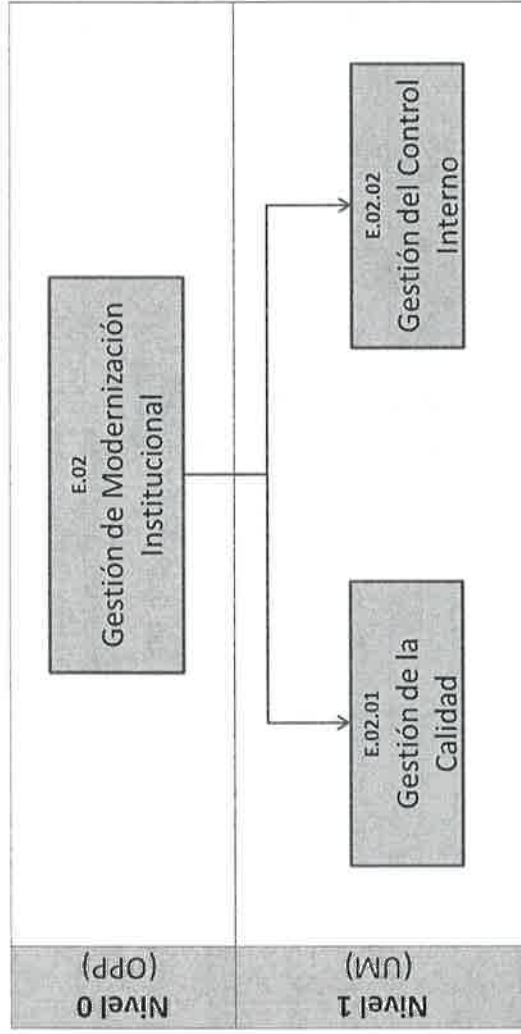 Nivel 0
(OPP)
E.02
Gestión de Modernización
Institucional
Nivel 1
(UM)
E.02.01
Gestión de la
Calidad
E.02.02
Gestión del Control
Interno